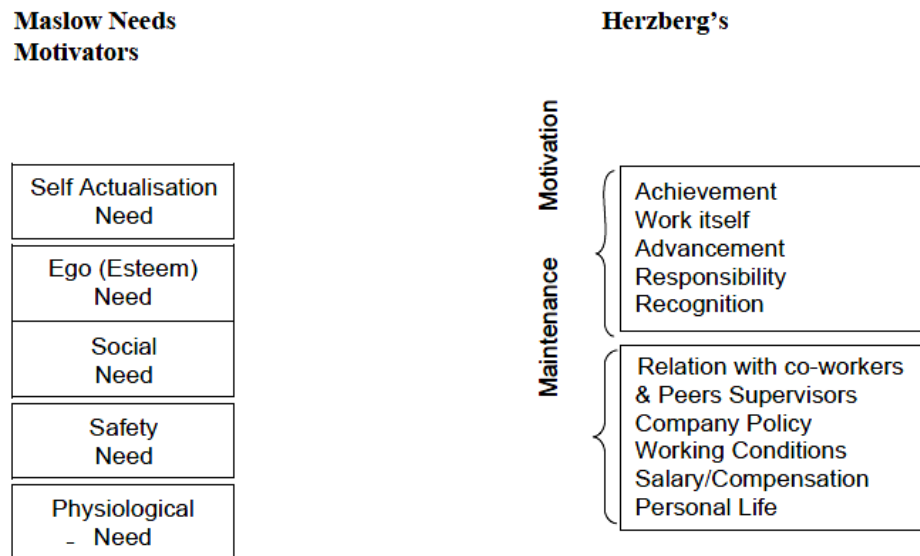 Maslow Needs
Motivators
Herzberg's
Self Actualisation
Need
Ego (Esteem)
Need
Social
Need
Safety
Need
Physiological
Need
Motivation
Maintenance
Achievement
Work itself
Advancement
Responsibility
Recognition
Relation with co-workers
& Peers Supervisors
Company Policy
Working Conditions
Salary/Compensation
Personal Life